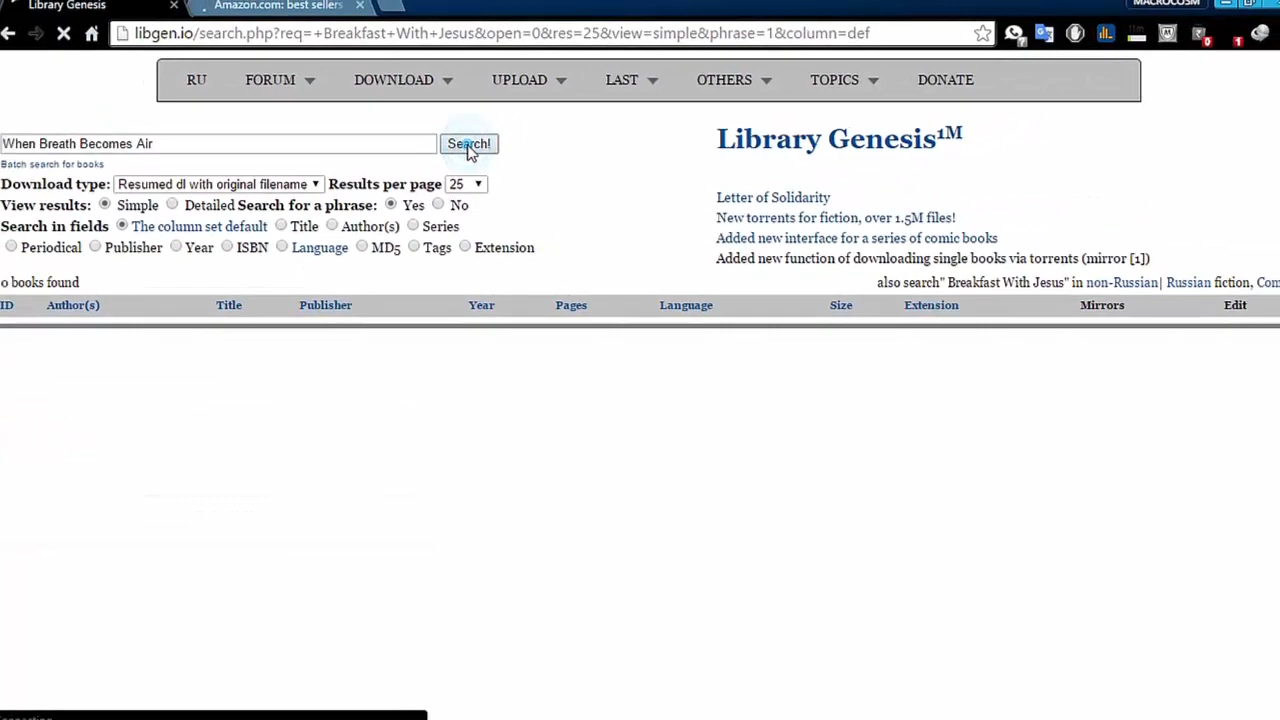 Library Genesis
Amazon.com: best sellers
MACROCOSM
libgen.io/search.php?req=+Breakfast+With+Jesus&open=0&res=25&view=simple&phrase=1&column=def
RU FORUM DOWNLOAD UPLOAD LAST OTHERS TOPICS DONATE
When Breath Becomes Air Search!
Batch search for books
Download type: Resumed dl with original filename Results per page 25
View results: Simple Detailed Search for a phrase: Yes No
Search in fields The column set default Title Author(s) Series
Periodical Publisher Year ISBN Language MD5 Tags Extension
Library Genesis1M
Letter of Solidarity
New torrents for fiction, over 1.5M files!
Added new interface for a series of comic books
Added new function of downloading single books via torrents (mirror [1])
0 books found also search" Breakfast With Jesus" in non-Russian| Russian fiction, Com
ID Author(s) Title Publisher Year Pages Language Size Extension Mirrors Edit